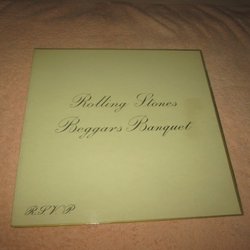 Rolling Stones
Beggars Banquet
R.S.V.P.